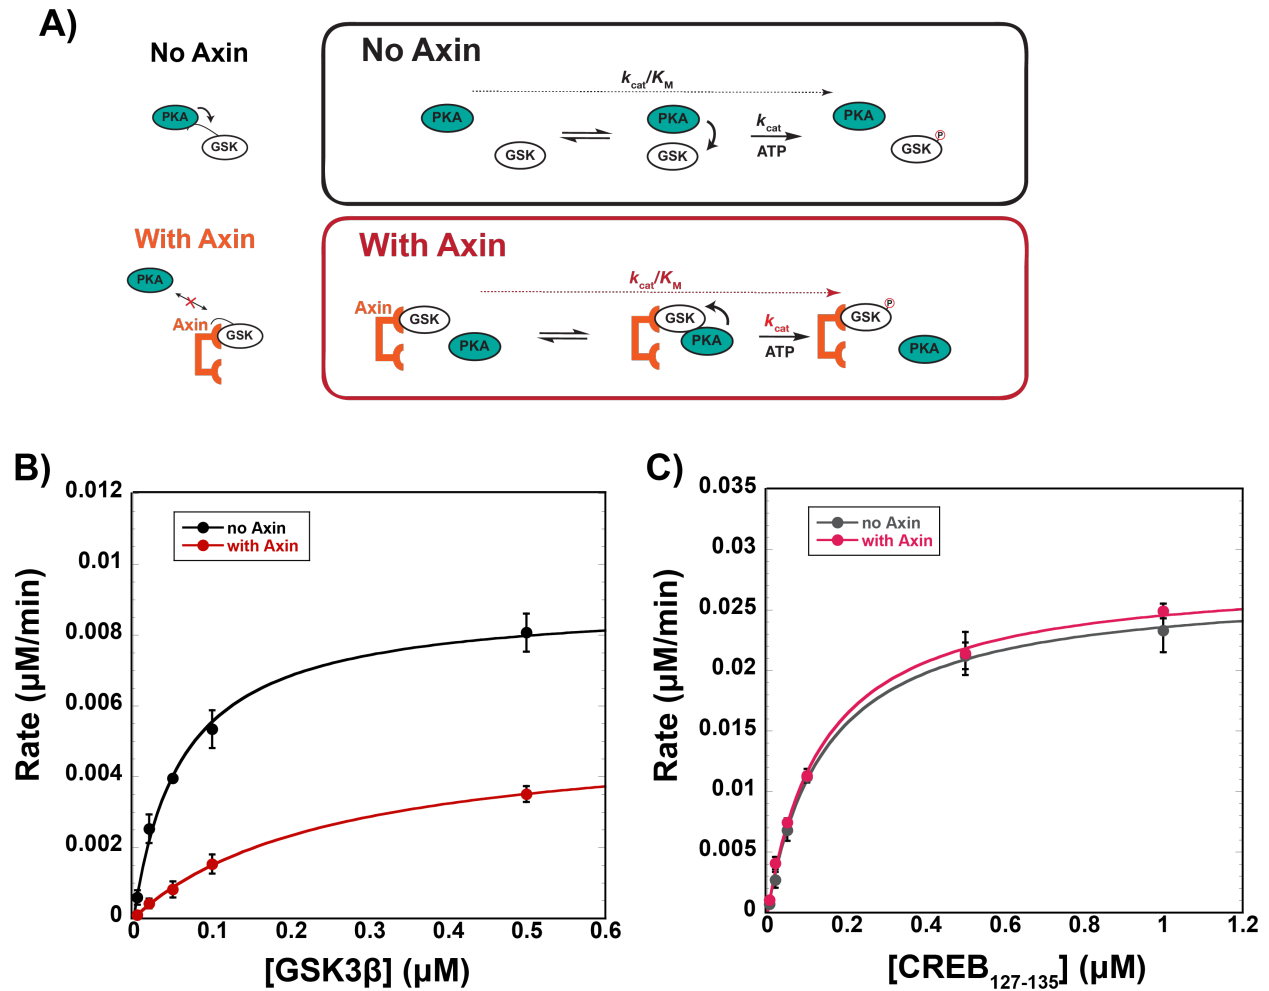 A)
No Axin
PKA
GSK
No Axin
kcat/KM
PKA
GSK
PKA
GSK
kcat
ATP
PKA
GSK
P
With Axin
PKA
Axin
GSK
With Axin
kcat/KM
Axin
GSK
PKA
GSK
PKA
kcat
ATP
GSK
P
PKA
B)
Rate (µM/min)
0.012
0.01
0.008
0.006
0.004
0.002
0
no Axin
with Axin
0 0.1 0.2 0.3 0.4 0.5 0.6
[GSK3β] (µM)
C)
Rate (µM/min)
0.035
0.03
0.025
0.02
0.015
0.01
0.005
0
no Axin
with Axin
0 0.2 0.4 0.6 0.8 1 1.2
[CREB127-135] (µM)